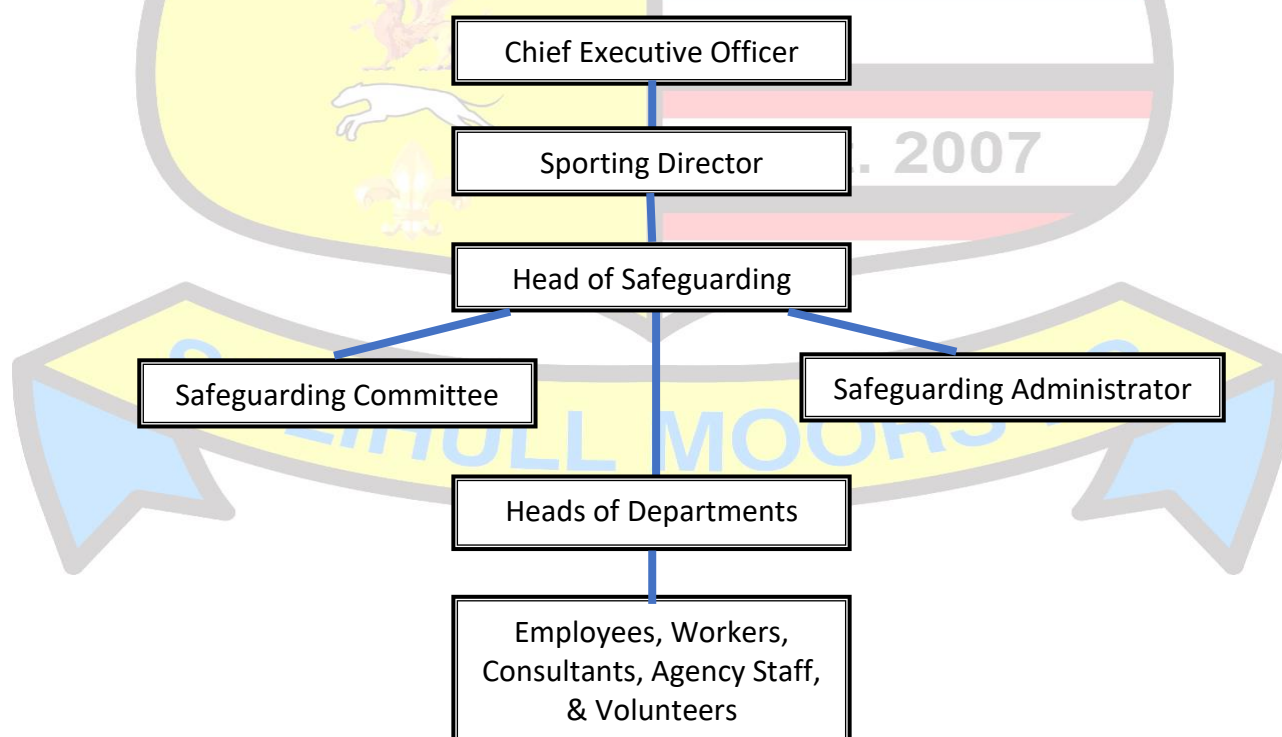 Chief Executive Officer
Sporting Director
. 2007
Head of Safeguarding
Safeguarding Committee
Safeguarding Administrator
MOORS
Heads of Departments
Employees, Workers,
Consultants, Agency Staff,
& Volunteers